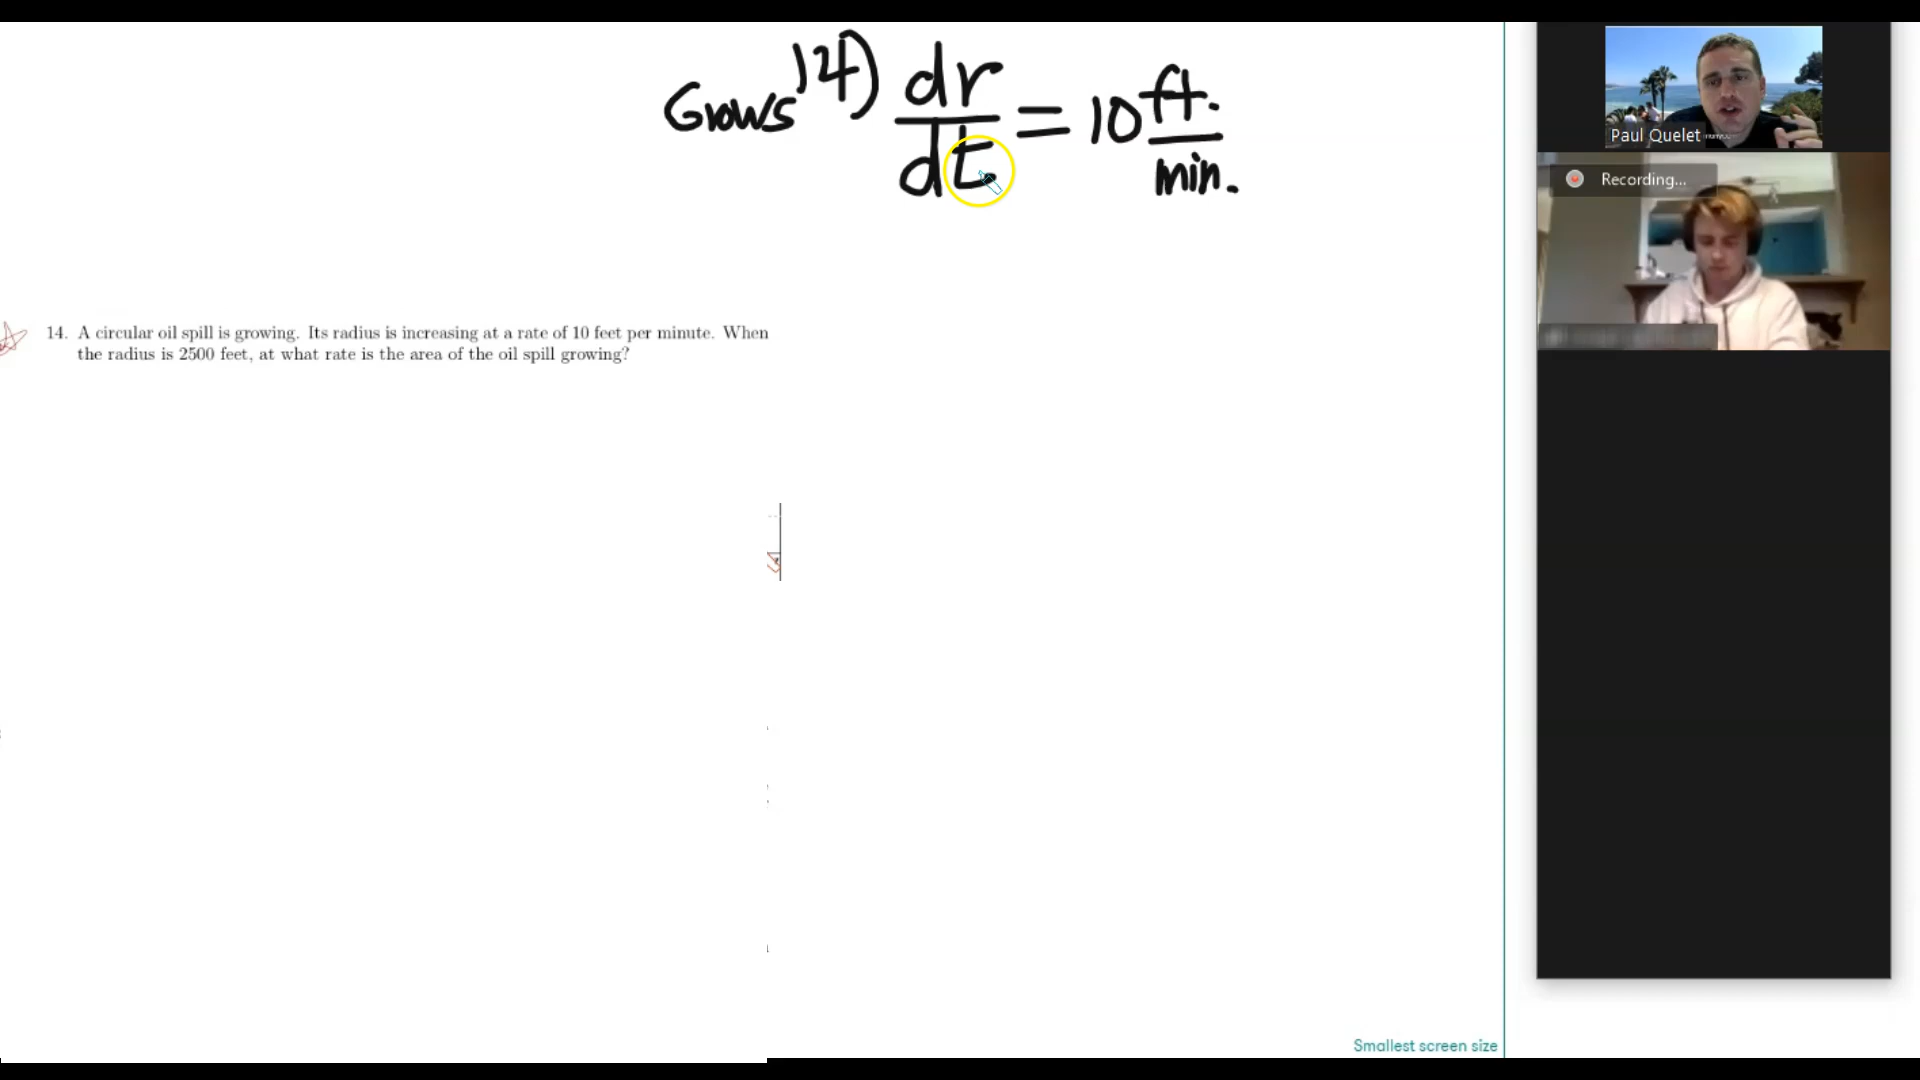 Grows 14) dr/dt = 10 ft./min.
14. A circular oil spill is growing. Its radius is increasing at a rate of 10 feet per minute. When
the radius is 2500 feet, at what rate is the area of the oil spill growing?
Paul Quelet
Recording...
Smallest screen size